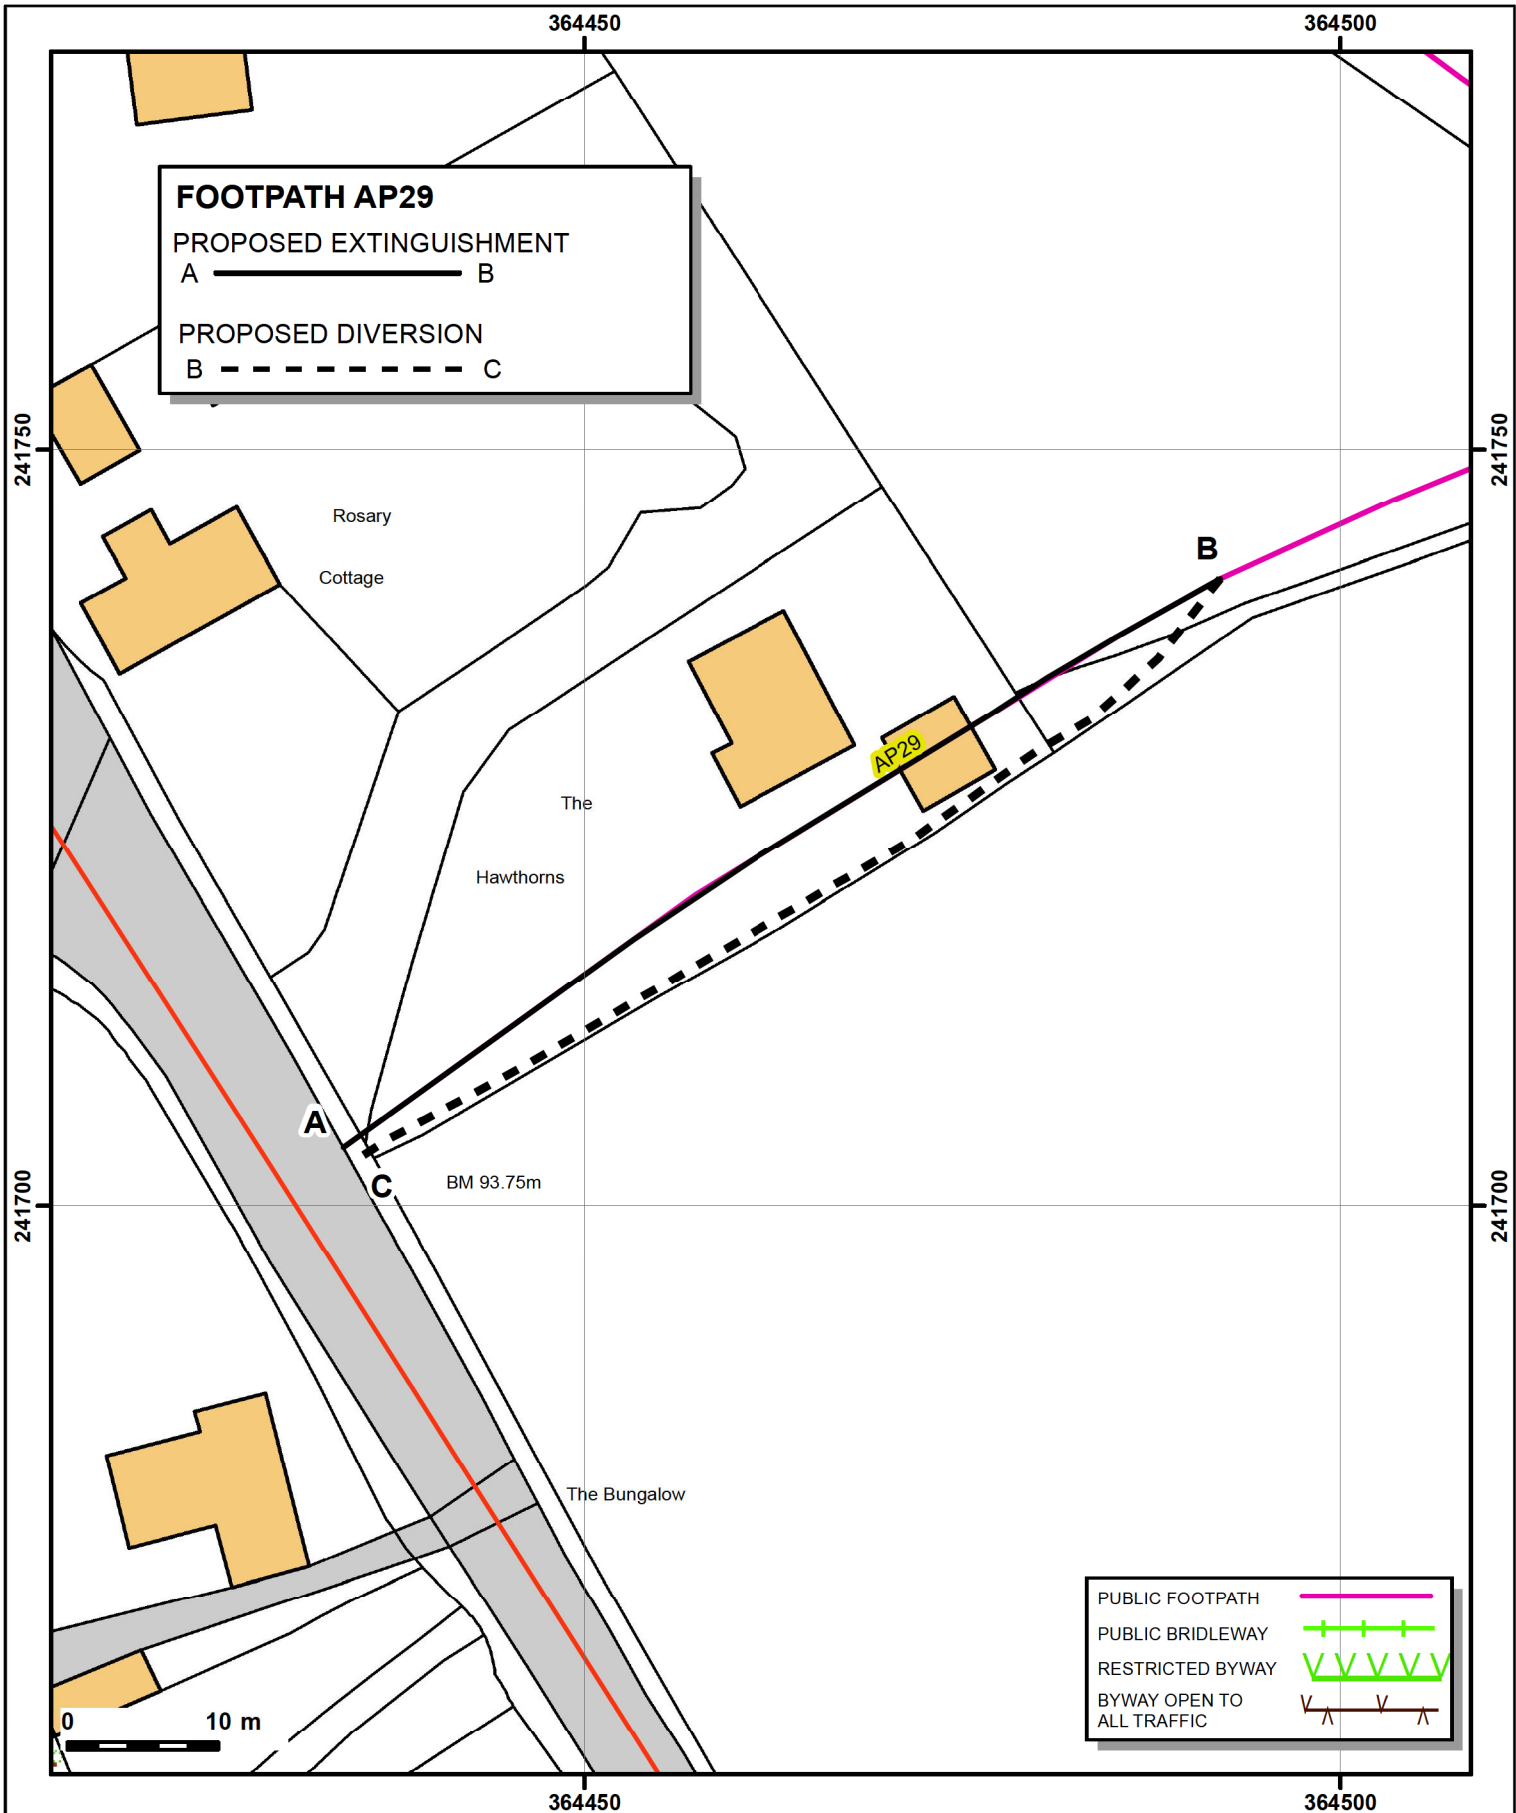 364450
364500
FOOTPATH AP29
PROPOSED EXTINGUISHMENT
A B
PROPOSED DIVERSION
B C
241750
241750
Rosary
Cottage
B
AP29
The
Hawthorns
A
C
BM 93.75m
241700
241700
The Bungalow
PUBLIC FOOTPATH
PUBLIC BRIDLEWAY
RESTRICTED BYWAY
BYWAY OPEN TO
ALL TRAFFIC
0 10 m
364450
364500